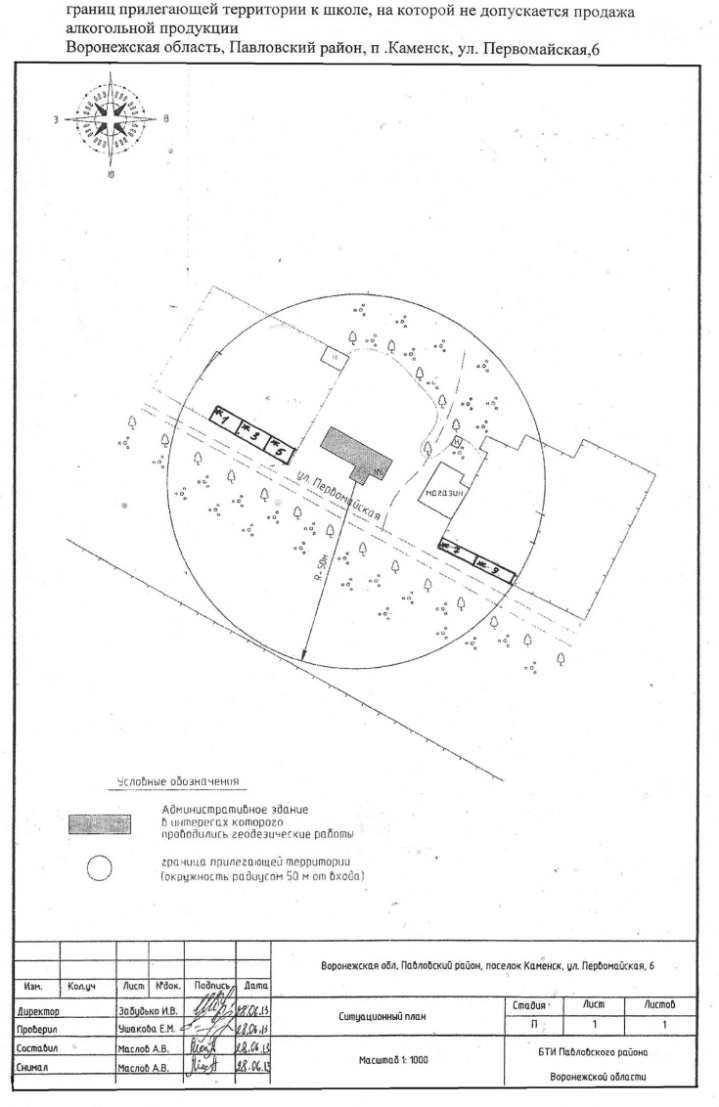 границ прилегающей территории к школе, на которой не допускается продажа
алкогольной продукции
Воронежская область, Павловский район, п .Каменск, ул. Первомайская,6
З
В
Ю
Ж 1
Ж 3
Ж 5
ул. Первомайская
магазин
Ж 7
Ж 9
R-50м
Условные обозначения
Административное здание
в интересах которого
проводились геодезические работы
граница прилегающей территории
(окружность радиусом 50 м от входа)
Воронежская обл, Павловский район, поселок Каменск, ул. Первомайская, 6
Изм. Кол.уч Лист №док. Подпись Дата
Директор Забудько И.В. 28.06.13
Ситуационный план
Стадия Лист Листов
Проверил Ушакова Е.М. 28.06.13
П 1 1
Составил Маслов А.В. 28.06.13
Масштаб 1: 1000
БТИ Павловского района
Снимал Маслов А.В. 28.06.13
Воронежской области